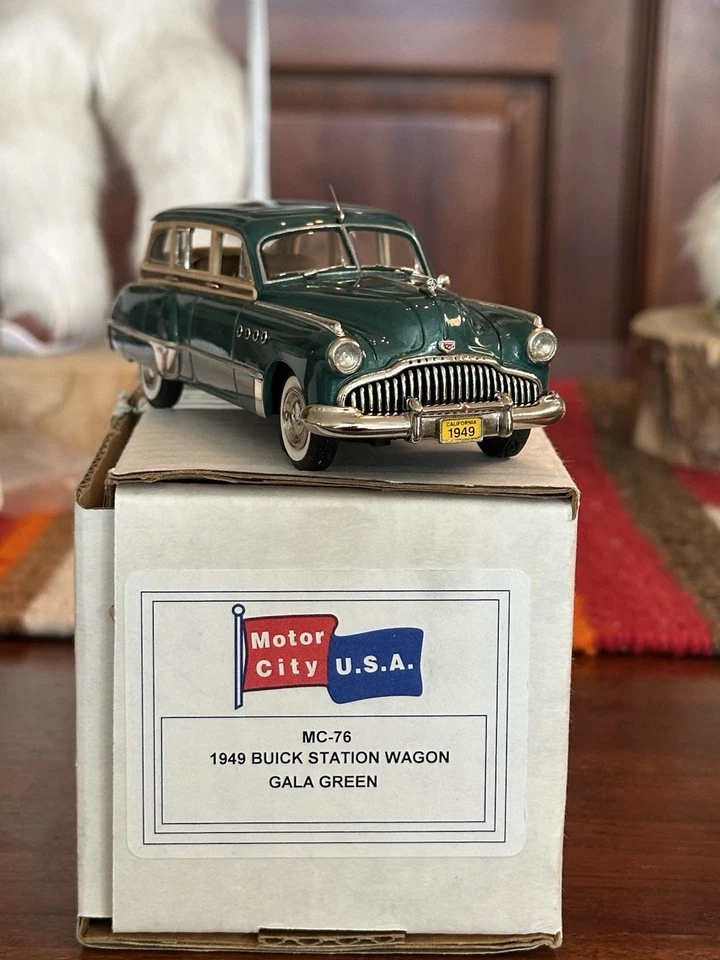 CALIFORNIA
1949
Motor
City U.S.A.
MC-76
1949 BUICK STATION WAGON
GALA GREEN